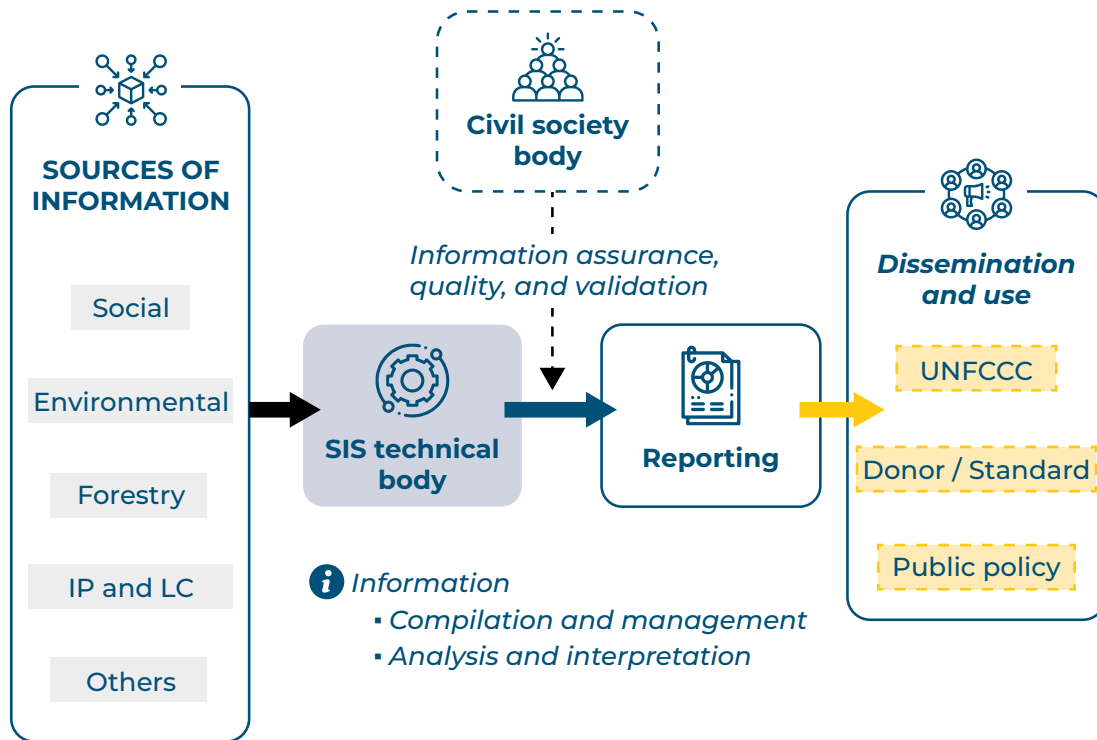 SOURCES OF
INFORMATION
Social
Environmental
Forestry
IP and LC
Others
Civil society
body
Information assurance,
quality, and validation
SIS technical
body
Reporting
i Information
▪ Compilation and management
▪ Analysis and interpretation
Dissemination
and use
UNFCCC
Donor / Standard
Public policy